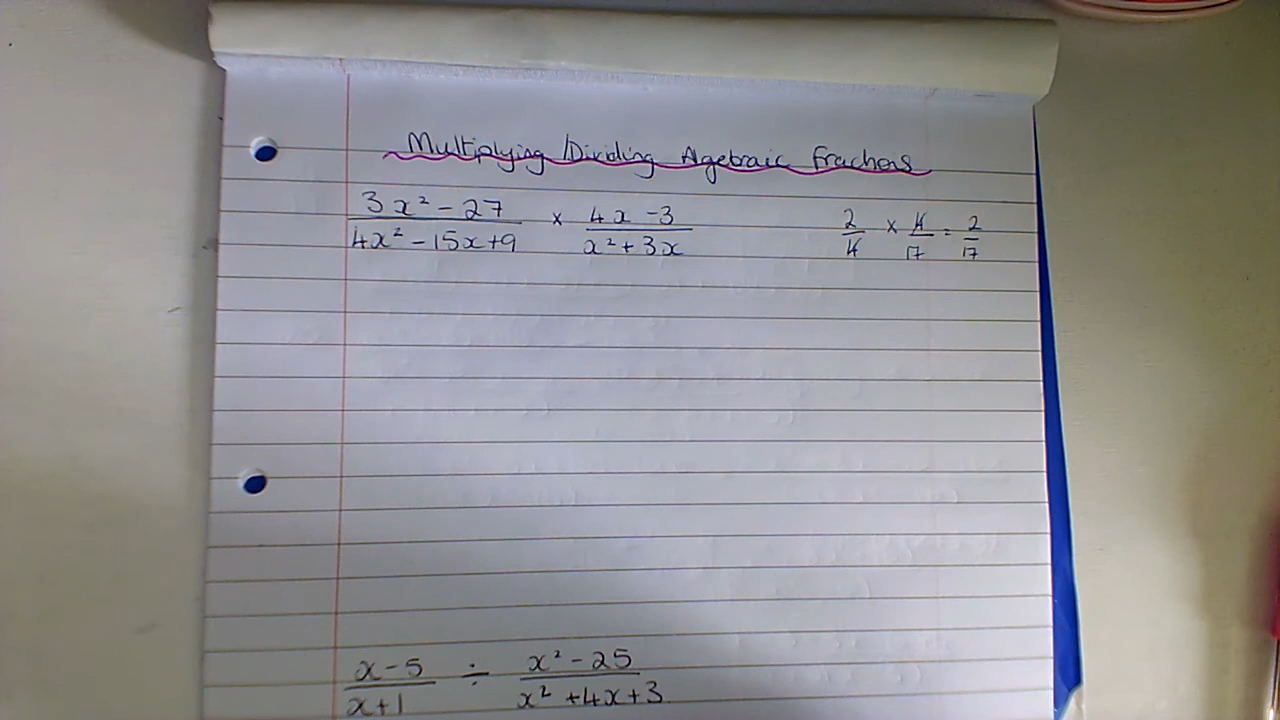 Multiplying/Dividing Algebraic Fractions
3x² - 27 / 4x² - 15x + 9 × 4x - 3 / x² + 3x
2/4 × 4/17 = 2/17
x - 5 / x + 1 ÷ x² - 25 / x² + 4x + 3